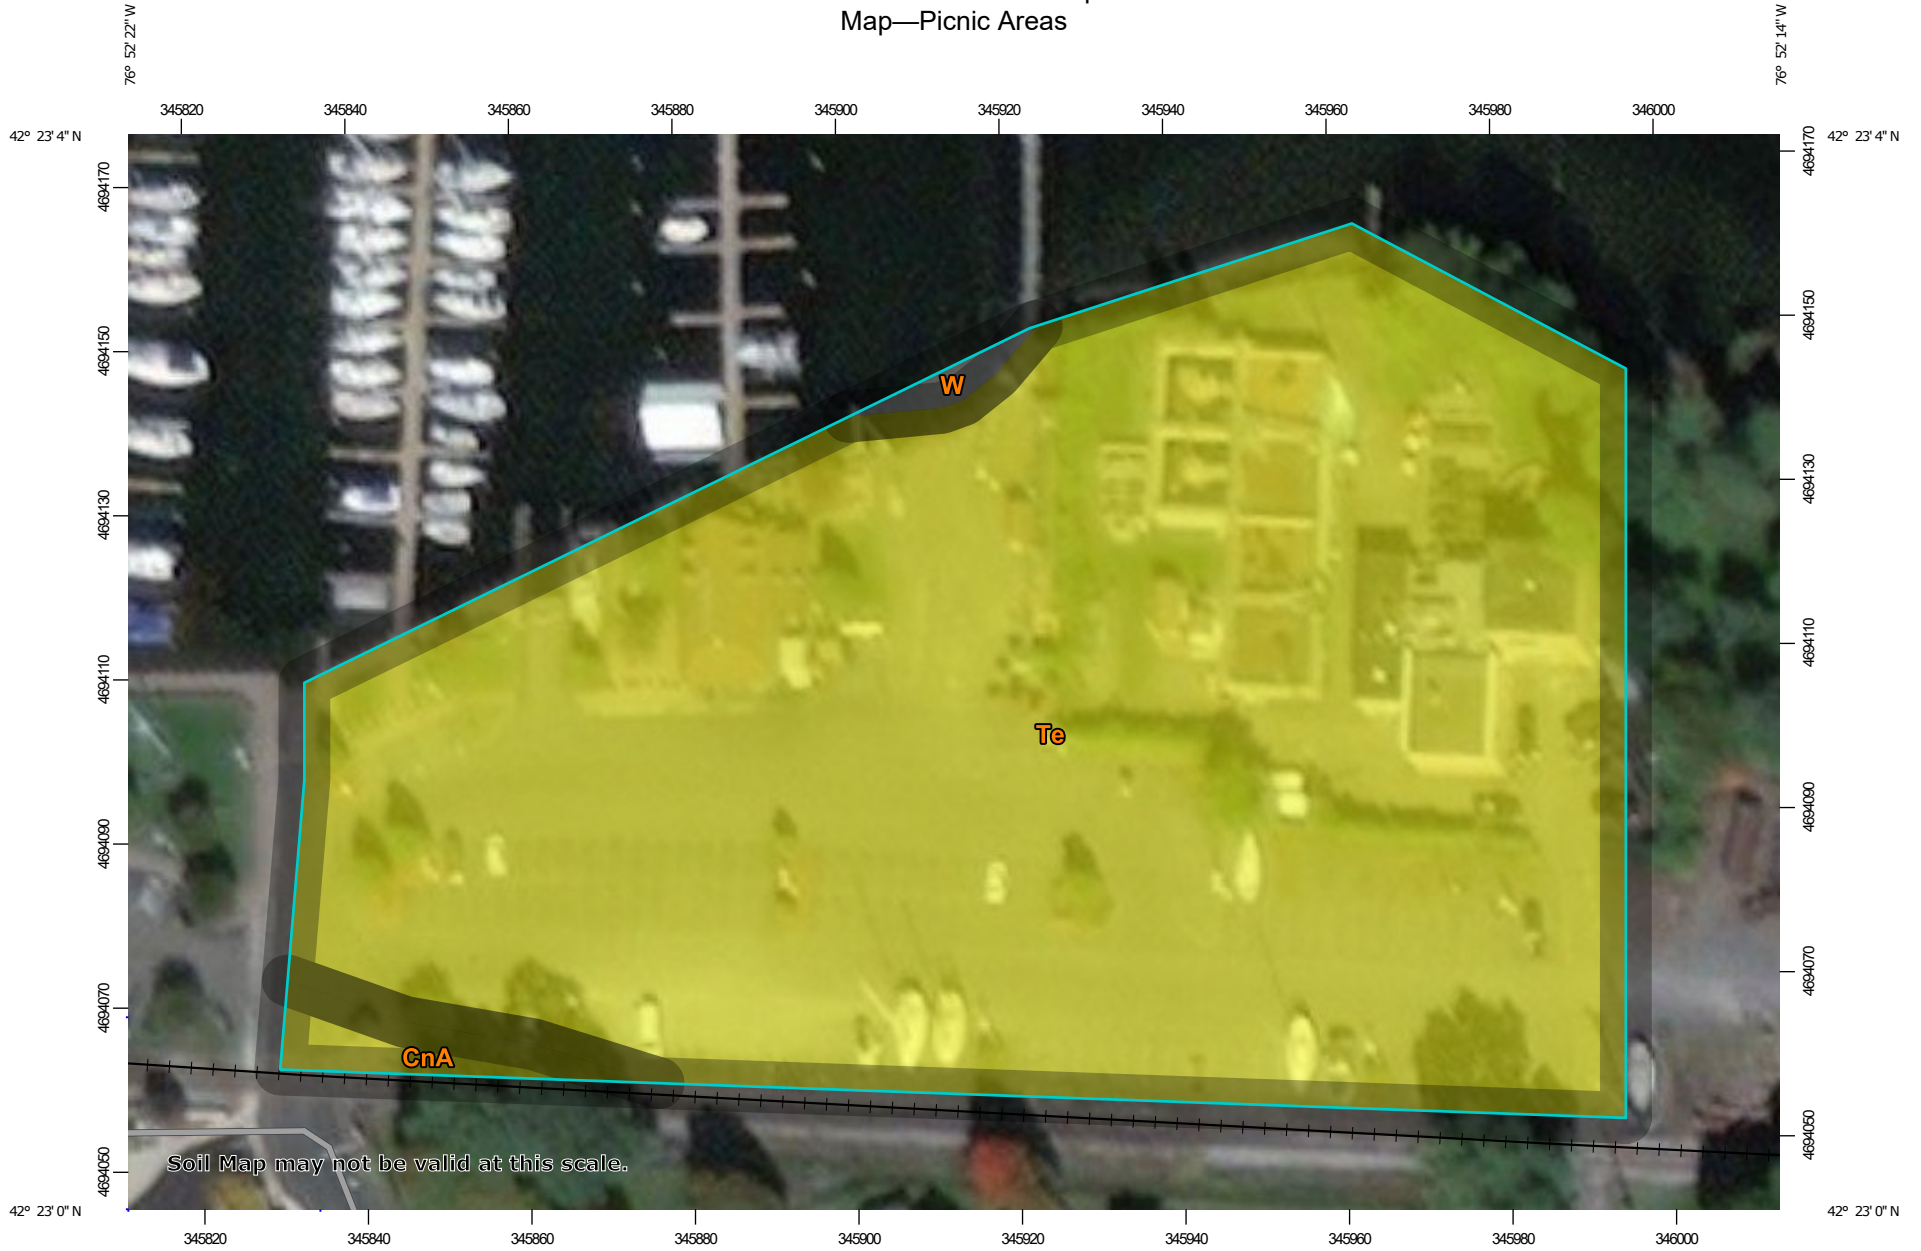 Map—Picnic Areas
76° 52' 22" W
76° 52' 14" W
345820 345840 345860 345880 345900 345920 345940 345960 345980 346000
42° 23' 4" N
42° 23' 4" N
4694170
4694170
4694150
4694150
W
4694130
4694130
4694110
4694110
Te
4694090
4694090
4694070
4694070
CnA
4694050
4694050
Soil Map may not be valid at this scale.
42° 23' 0" N
42° 23' 0" N
345820 345840 345860 345880 345900 345920 345940 345960 345980 346000